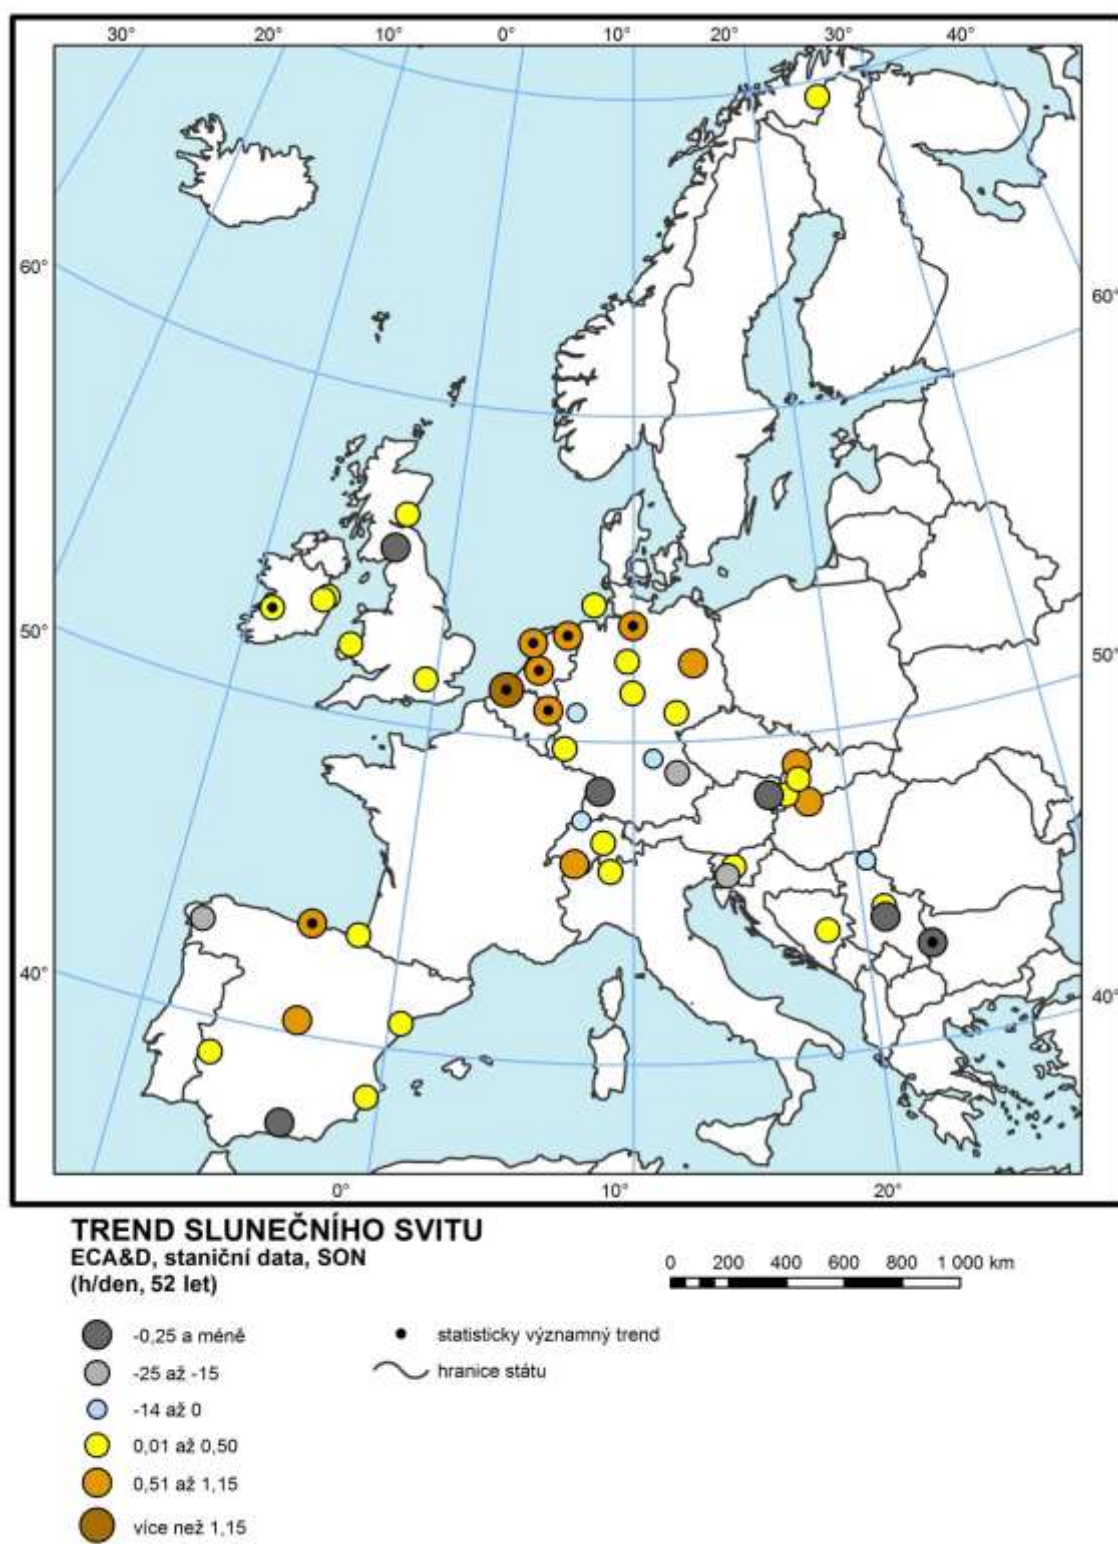 30° 20° 10° 0° 10° 20° 30° 40°
60° 60°
50° 50°
40° 40°
0° 10° 20°
TREND SLUNEČNÍHO SVITU
ECA&D, staniční data, SON
(h/den, 52 let)
0 200 400 600 800 1 000 km
-0,25 a méně
statisticky významný trend
-25 až -15
hranice státu
-14 až 0
0,01 až 0,50
0,51 až 1,15
více než 1,15